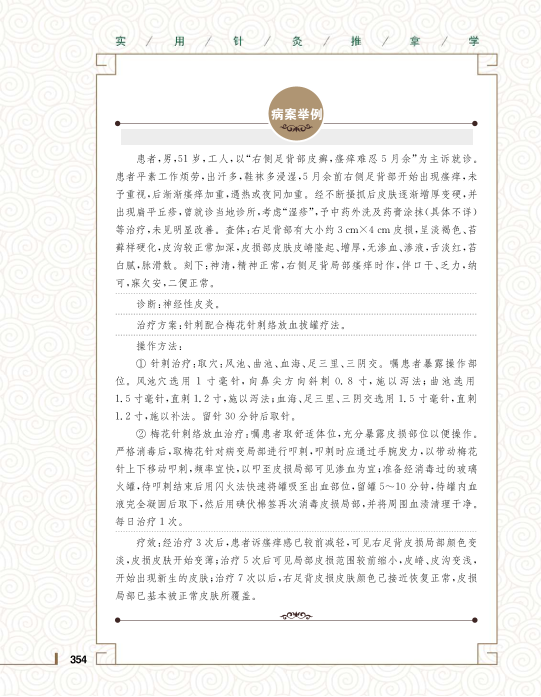 实 / 用 / 针 / 灸 / 推 / 拿 / 学
病案举例
患者,男,51 岁,工人,以“右侧足背部皮癣,瘙痒难忍 5 月余”为主诉就诊。
患者平素工作烦劳,出汗多,鞋袜多浸湿,5 月余前右侧足背部开始出现瘙痒,未
予重视,后渐渐瘙痒加重,遇热或夜间加重。经不断搔抓后皮肤逐渐增厚变硬,并
出现扁平丘疹,曾就诊当地诊所,考虑“湿疹”,予中药外洗及药膏涂抹(具体不详)
等治疗,未见明显改善。查体:右足背部有大小约 3 cm×4 cm 皮损,呈淡褐色、苔
藓样硬化,皮沟较正常加深,皮损部皮肤皮嵴隆起、增厚,无渗血、渗液,舌淡红,苔
白腻,脉滑数。刻下:神清,精神正常,右侧足背局部瘙痒时作,伴口干、乏力,纳
可,寐欠安,二便正常。
诊断:神经性皮炎。
治疗方案:针刺配合梅花针刺络放血拔罐疗法。
操作方法:
① 针刺治疗:取穴:风池、曲池、血海、足三里、三阴交。嘱患者暴露操作部
位。风池穴选用 1 寸毫针,向鼻尖方向斜刺 0.8 寸,施以泻法;曲池选用
1.5 寸毫针,直刺 1.2 寸,施以泻法;血海、足三里、三阴交选用 1.5 寸毫针,直刺
1.2 寸,施以补法。留针 30 分钟后取针。
② 梅花针刺络放血治疗:嘱患者取舒适体位,充分暴露皮损部位以便操作。
严格消毒后,取梅花针对病变局部进行叩刺,叩刺时应通过手腕发力,以带动梅花
针上下移动叩刺,频率宜快,以叩至皮损局部可见渗血为宜;准备经消毒过的玻璃
火罐,待叩刺结束后用闪火法快速将罐吸至出血部位,留罐 5～10 分钟,待罐内血
液完全凝固后取下,然后用碘伏棉签再次消毒皮损局部,并将周围血渍清理干净。
每日治疗 1 次。
疗效:经治疗 3 次后,患者诉瘙痒感已较前减轻,可见右足背皮损局部颜色变
淡,皮损皮肤开始变薄;治疗 5 次后可见局部皮损范围较前缩小,皮嵴、皮沟变浅,
开始出现新生的皮肤;治疗 7 次以后,右足背皮损皮肤颜色已接近恢复正常,皮损
局部已基本被正常皮肤所覆盖。
354